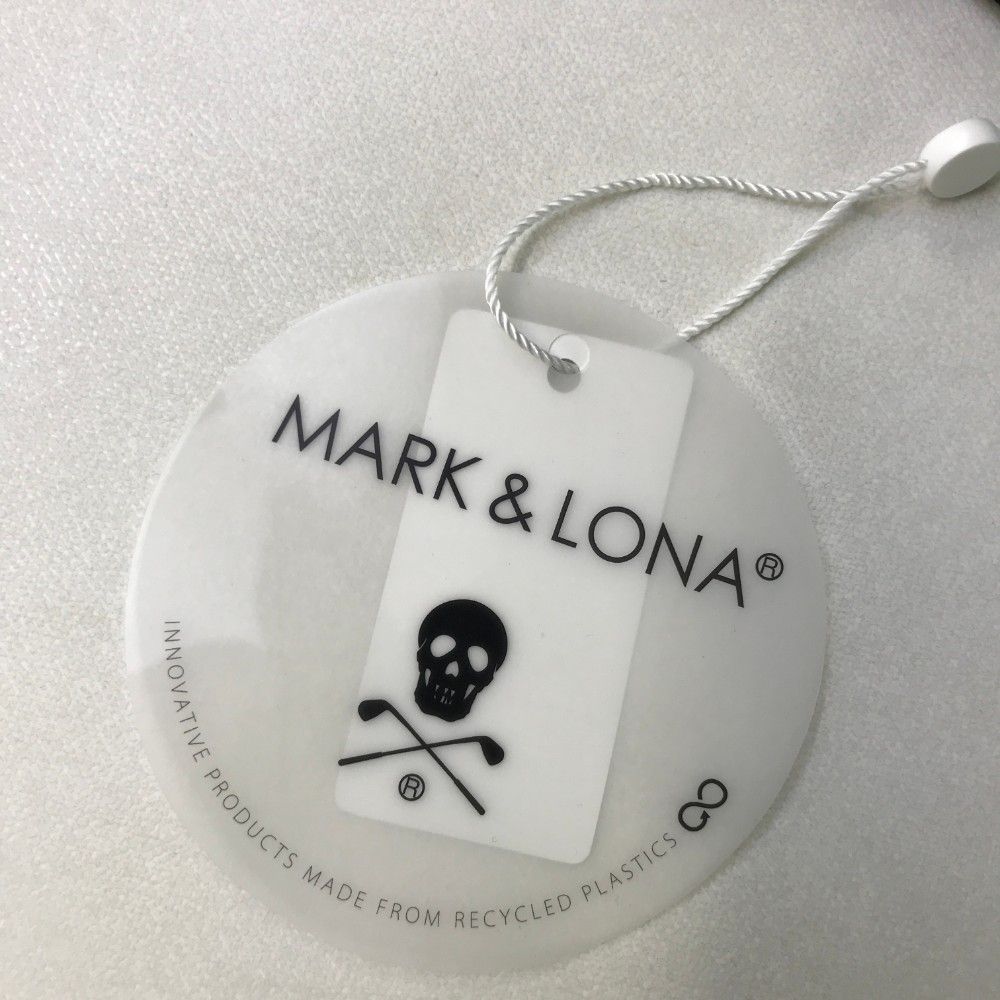 MARK & LONA®
®
INNOVATIVE PRODUCTS MADE FROM RECYCLED PLASTICS